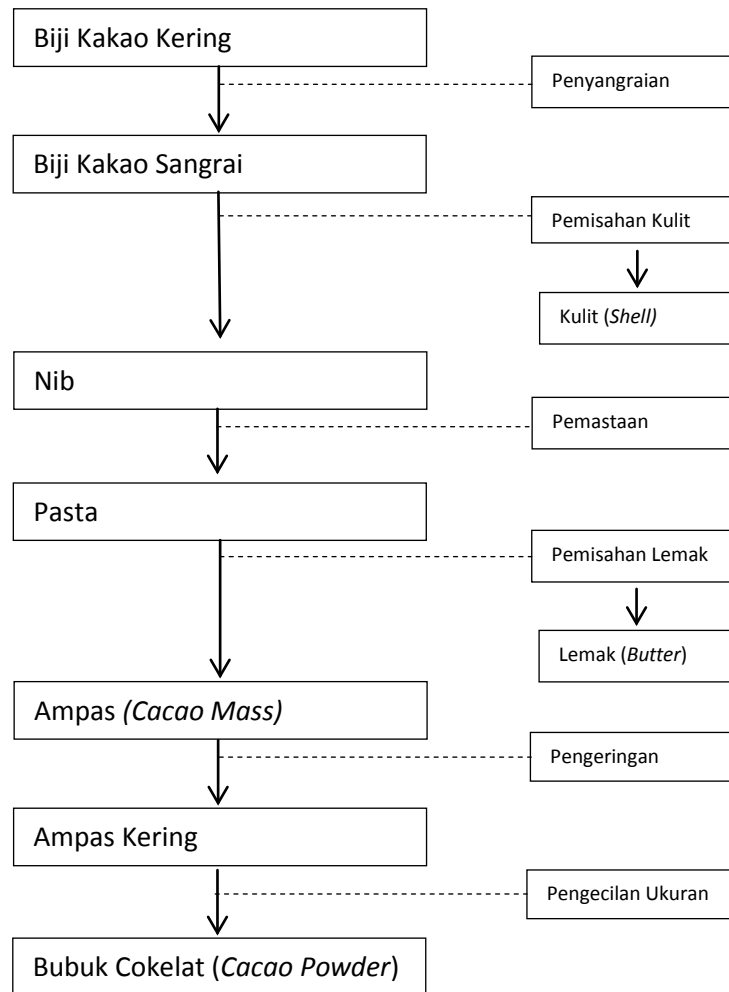 Biji Kakao Kering
Penyangraian
Biji Kakao Sangrai
Pemisahan Kulit
Kulit (Shell)
Nib
Pemastaan
Pasta
Pemisahan Lemak
Lemak (Butter)
Ampas (Cacao Mass)
Pengeringan
Ampas Kering
Pengecilan Ukuran
Bubuk Cokelat (Cacao Powder)